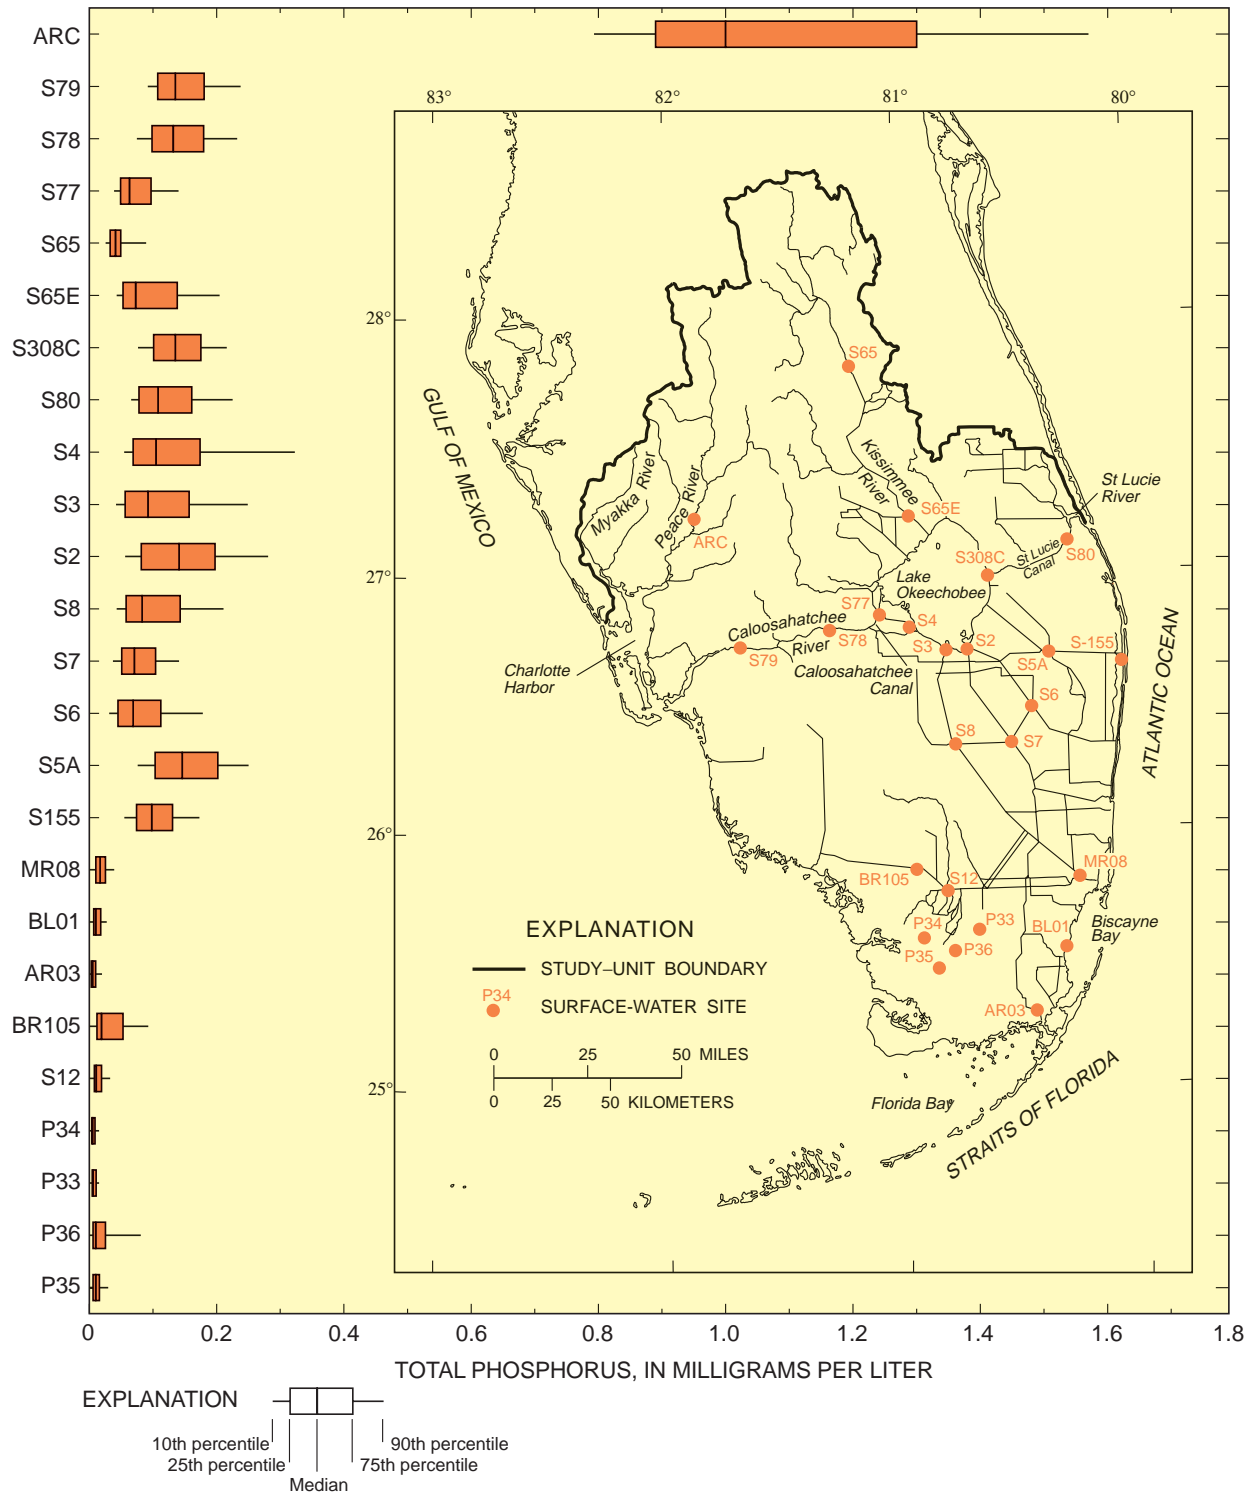 ARC
S79
S78
S77
S65
S65E
S308C
S80
S4
S3
S2
S8
S7
S6
S5A
S155
MR08
BL01
AR03
BR105
S12
P34
P33
P36
P35
83°
82°
81°
80°
28°
27°
26°
25°
GULF OF MEXICO
S65
Kissimmee
River
Myakka River
Peace River
ARC
S65E
St Lucie
River
S308C
St Lucie
Canal
S80
Lake
Okeechobee
S77
S4
Caloosahatchee
River
S78
S79
S3
S2
S-155
S5A
Caloosahatchee
Canal
Charlotte
Harbor
S6
S8
S7
ATLANTIC OCEAN
BR105
S12
MR08
P34
P33
BL01
Biscayne
Bay
P35
P36
AR03
EXPLANATION
STUDY–UNIT BOUNDARY
P34
SURFACE-WATER SITE
0 25 50 MILES
0 25 50 KILOMETERS
Florida Bay
STRAITS OF FLORIDA
0 0.2 0.4 0.6 0.8 1.0 1.2 1.4 1.6 1.8
TOTAL PHOSPHORUS, IN MILLIGRAMS PER LITER
EXPLANATION
10th percentile
90th percentile
25th percentile
75th percentile
Median